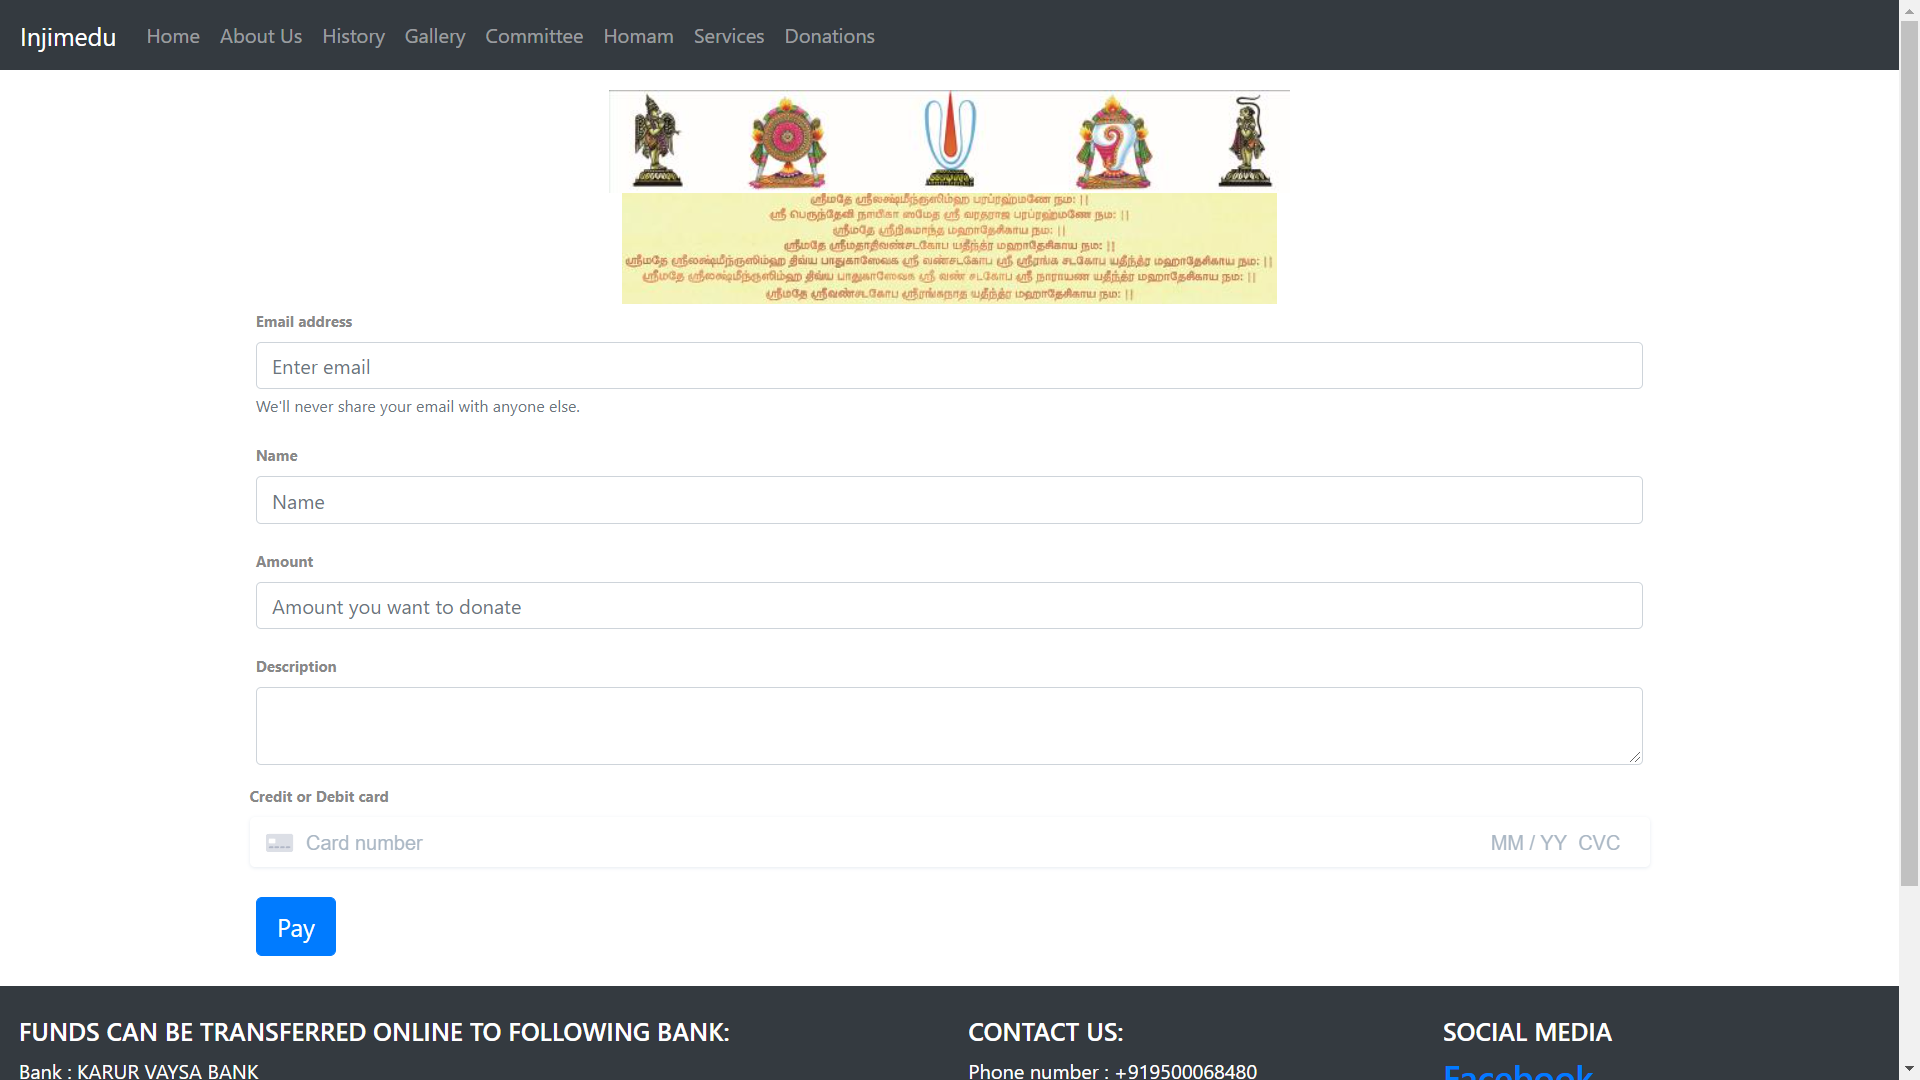 Injimedu Home About Us History Gallery Committee Homam Services Donations
ஸ்ரீமதே ஸ்ரீலக்ஷ்மீந்ருஸிம்ஹ பரப்ரஹ்மணே நம: ||
ஸ்ரீ பெருந்தேவி நாயிகா ஸமேத ஸ்ரீ வரதராஜ பரப்ரஹ்மணே நம: ||
ஸ்ரீமதே ஸ்ரீநிகமாந்த மஹாதேசிகாய நம: ||
ஸ்ரீமதே ஸ்ரீமதாதிவண்சடகோப யதீந்த்ர மஹாதேசிகாய நம: ||
ஸ்ரீமதே ஸ்ரீலக்ஷ்மீந்ருஸிம்ஹ திவ்ய பாதுகாஸேவக ஸ்ரீ வண்சடகோப ஸ்ரீ ஸ்ரீரங்க சடகோப யதீந்த்ர மஹாதேசிகாய நம: ||
ஸ்ரீமதே ஸ்ரீலக்ஷ்மீந்ருஸிம்ஹ திவ்ய பாதுகாஸேவக ஸ்ரீ வண் சடகோப ஸ்ரீ நாராயண யதீந்த்ர மஹாதேசிகாய நம: ||
ஸ்ரீமதே ஸ்ரீவண்சடகோப ஸ்ரீரங்கநாத யதீந்த்ர மஹாதேசிகாய நம: ||
Email address
Enter email
We'll never share your email with anyone else.
Name
Name
Amount
Amount you want to donate
Description
Credit or Debit card
Card number MM / YY CVC
Pay
FUNDS CAN BE TRANSFERRED ONLINE TO FOLLOWING BANK:
Bank : KARUR VAYSA BANK
CONTACT US:
Phone number : +919500068480
SOCIAL MEDIA
Facebook